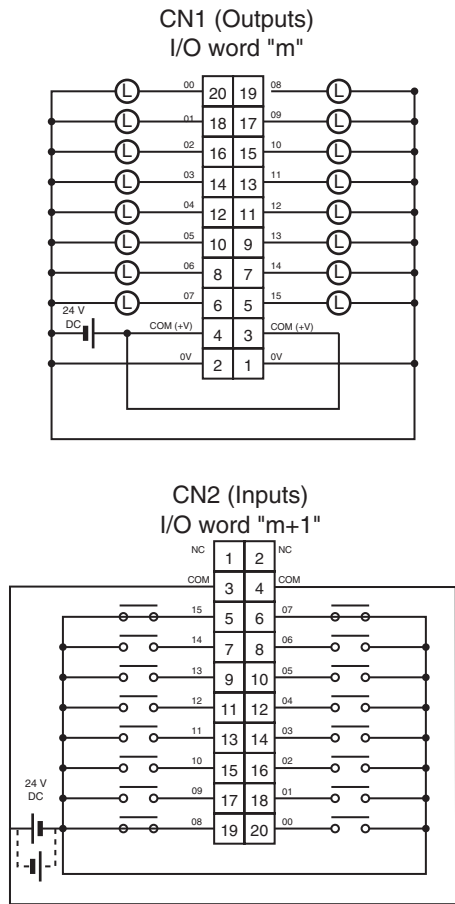 CN1 (Outputs)
I/O word "m"
00 20 19 08
L L
01 18 17 09
L L
02 16 15 10
L L
03 14 13 11
L L
04 12 11 12
L L
05 10 9 13
L L
06 8 7 14
L L
07 6 5 15
L L
24 V
DC
COM (+V) 4 3 COM (+V)
0V 2 1 0V
CN2 (Inputs)
I/O word "m+1"
NC 1 2 NC
COM 3 4 COM
15 5 6 07
14 7 8 06
13 9 10 05
12 11 12 04
11 13 14 03
10 15 16 02
24 V
DC
09 17 18 01
08 19 20 00